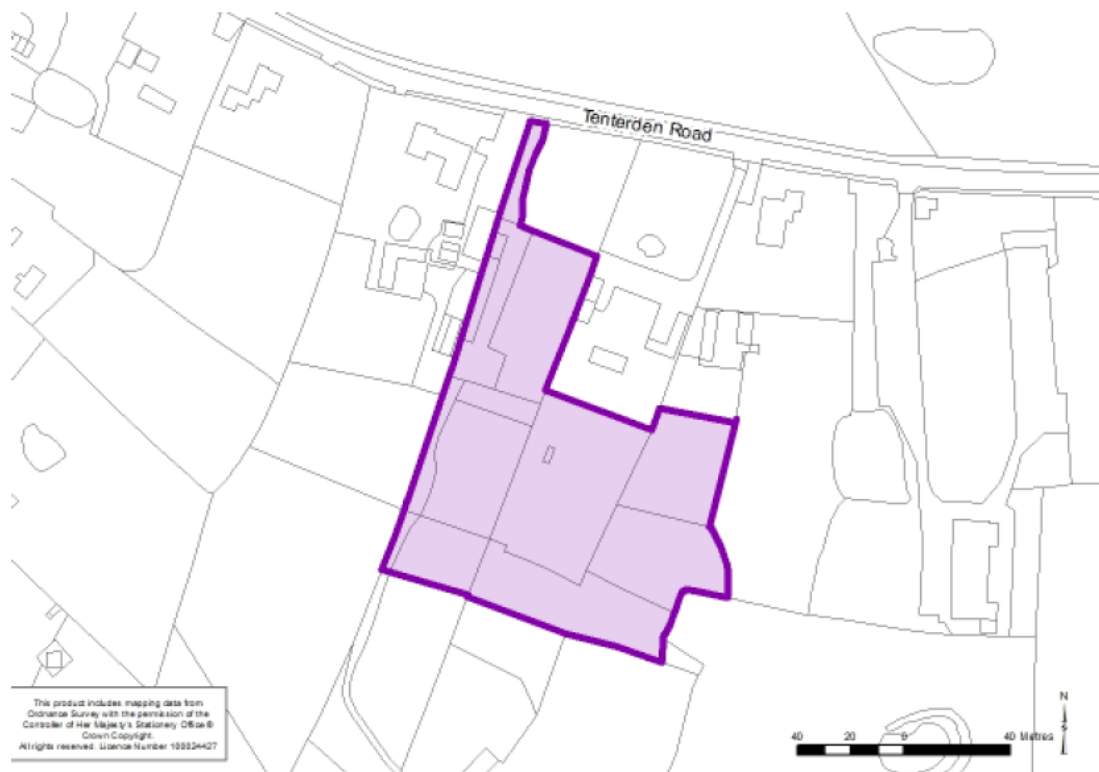 Tenterden Road
This product includes mapping data from
Ordnance Survey with the permission of the
Controller of Her Majesty's Stationery Office ©
Crown Copyright.
All rights reserved. Licence Number 100024427
N
S
40 20 0 40 Metres